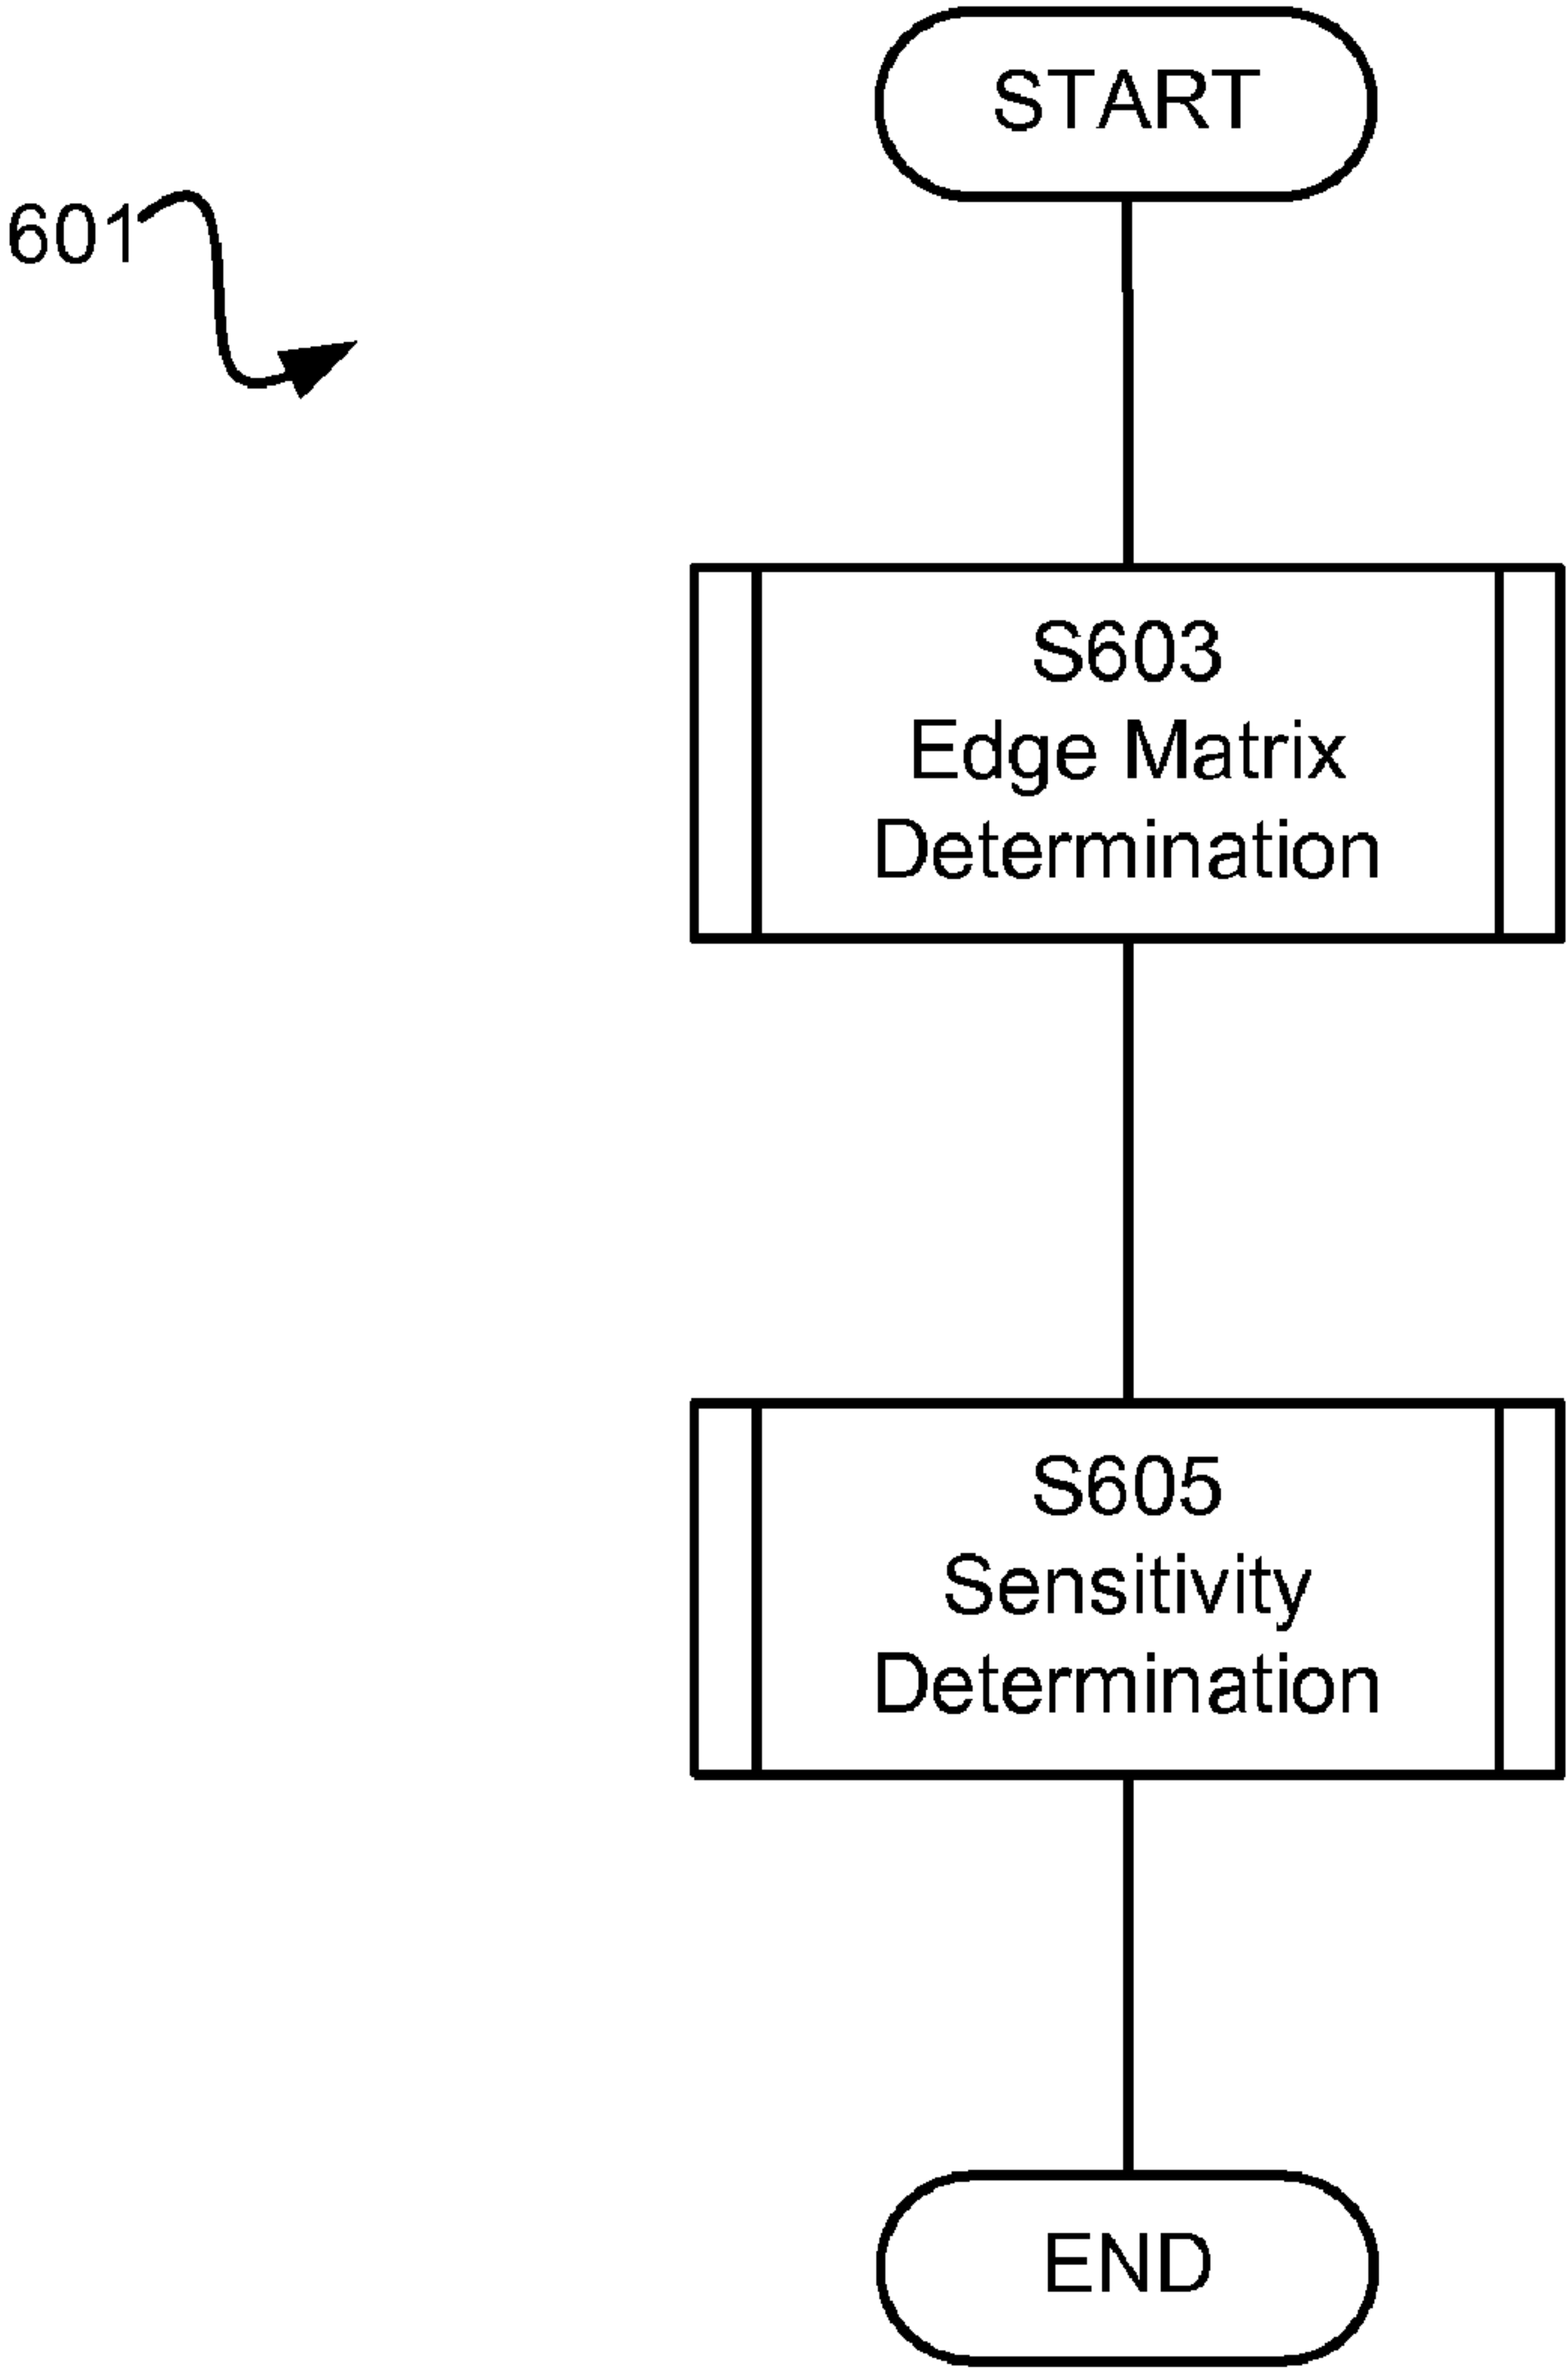 START
601
S603
Edge Matrix
Determination
S605
Sensitivity
Determination
END